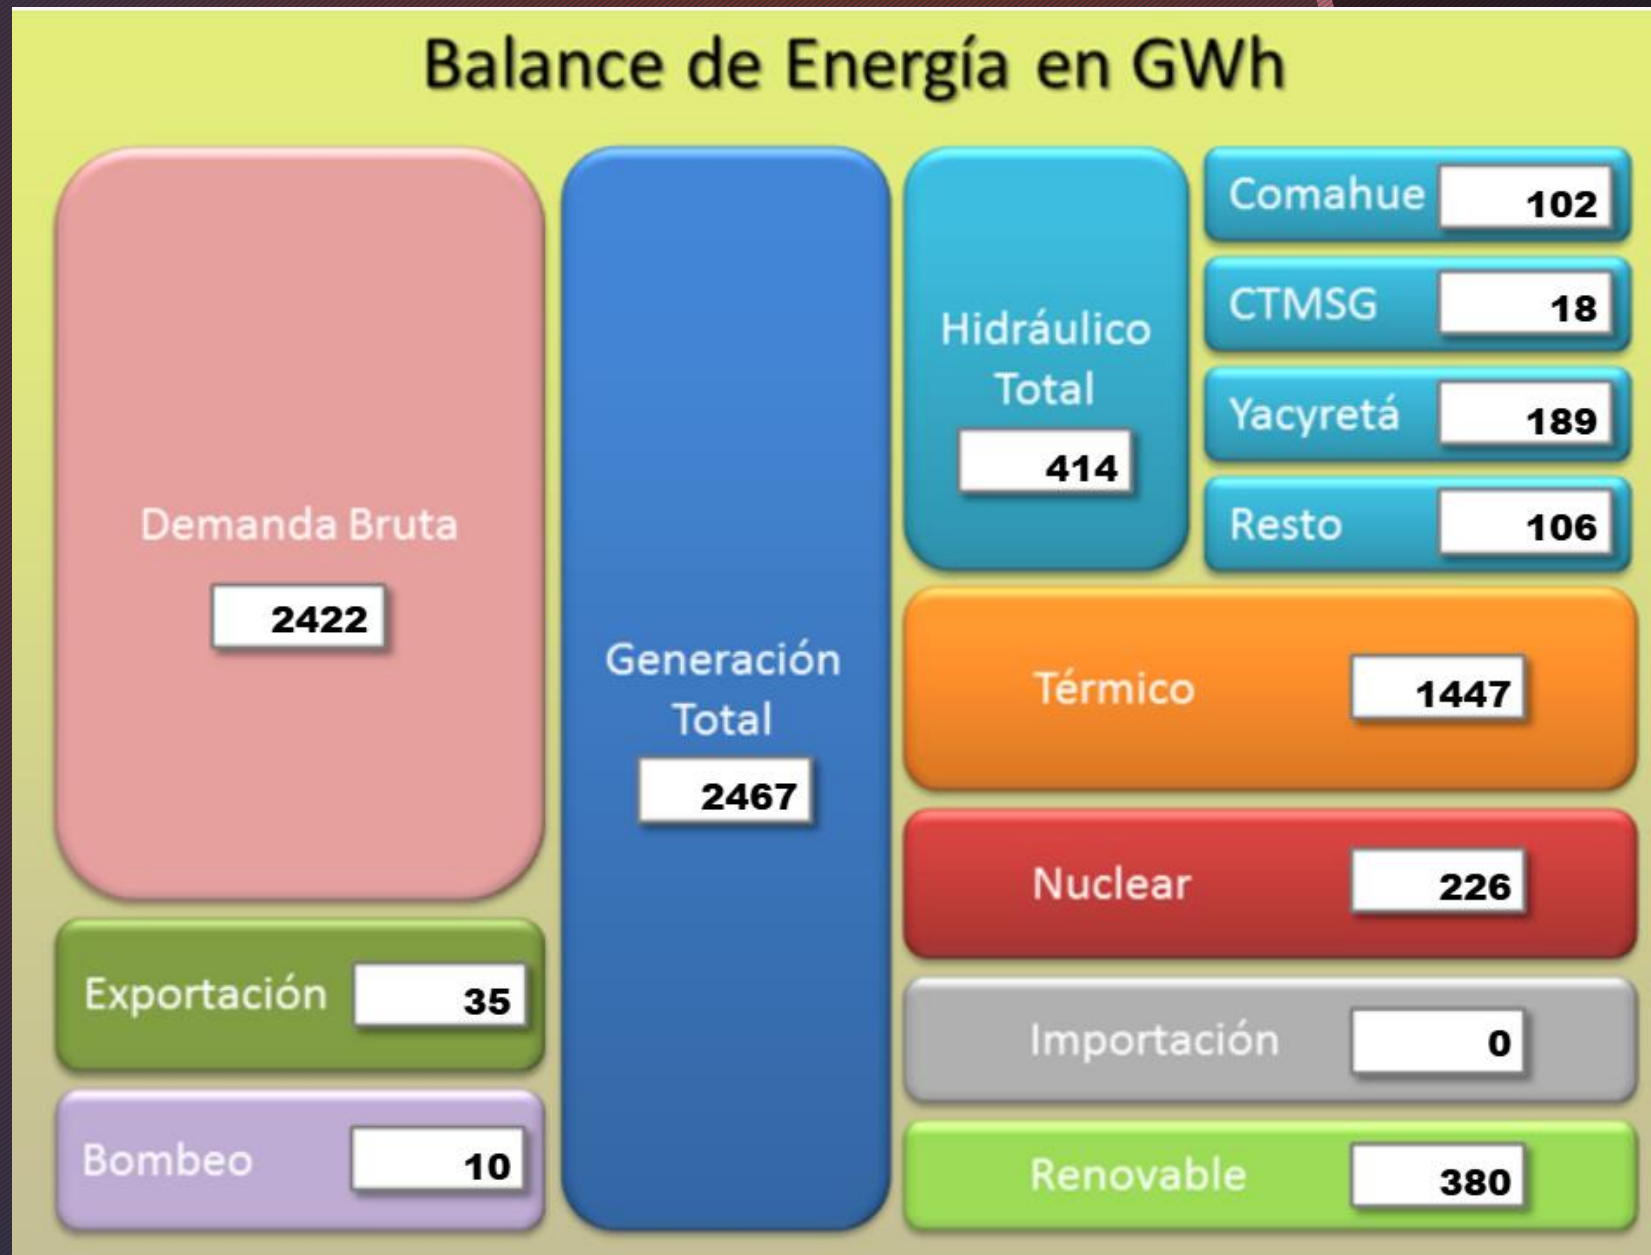 Balance de Energía en GWh
Demanda Bruta
2422
Exportación 35
Bombeo 10
Generación
Total
2467
Hidráulico
Total
414
Comahue 102
CTMSG 18
Yacyretá 189
Resto 106
Térmico 1447
Nuclear 226
Importación 0
Renovable 380